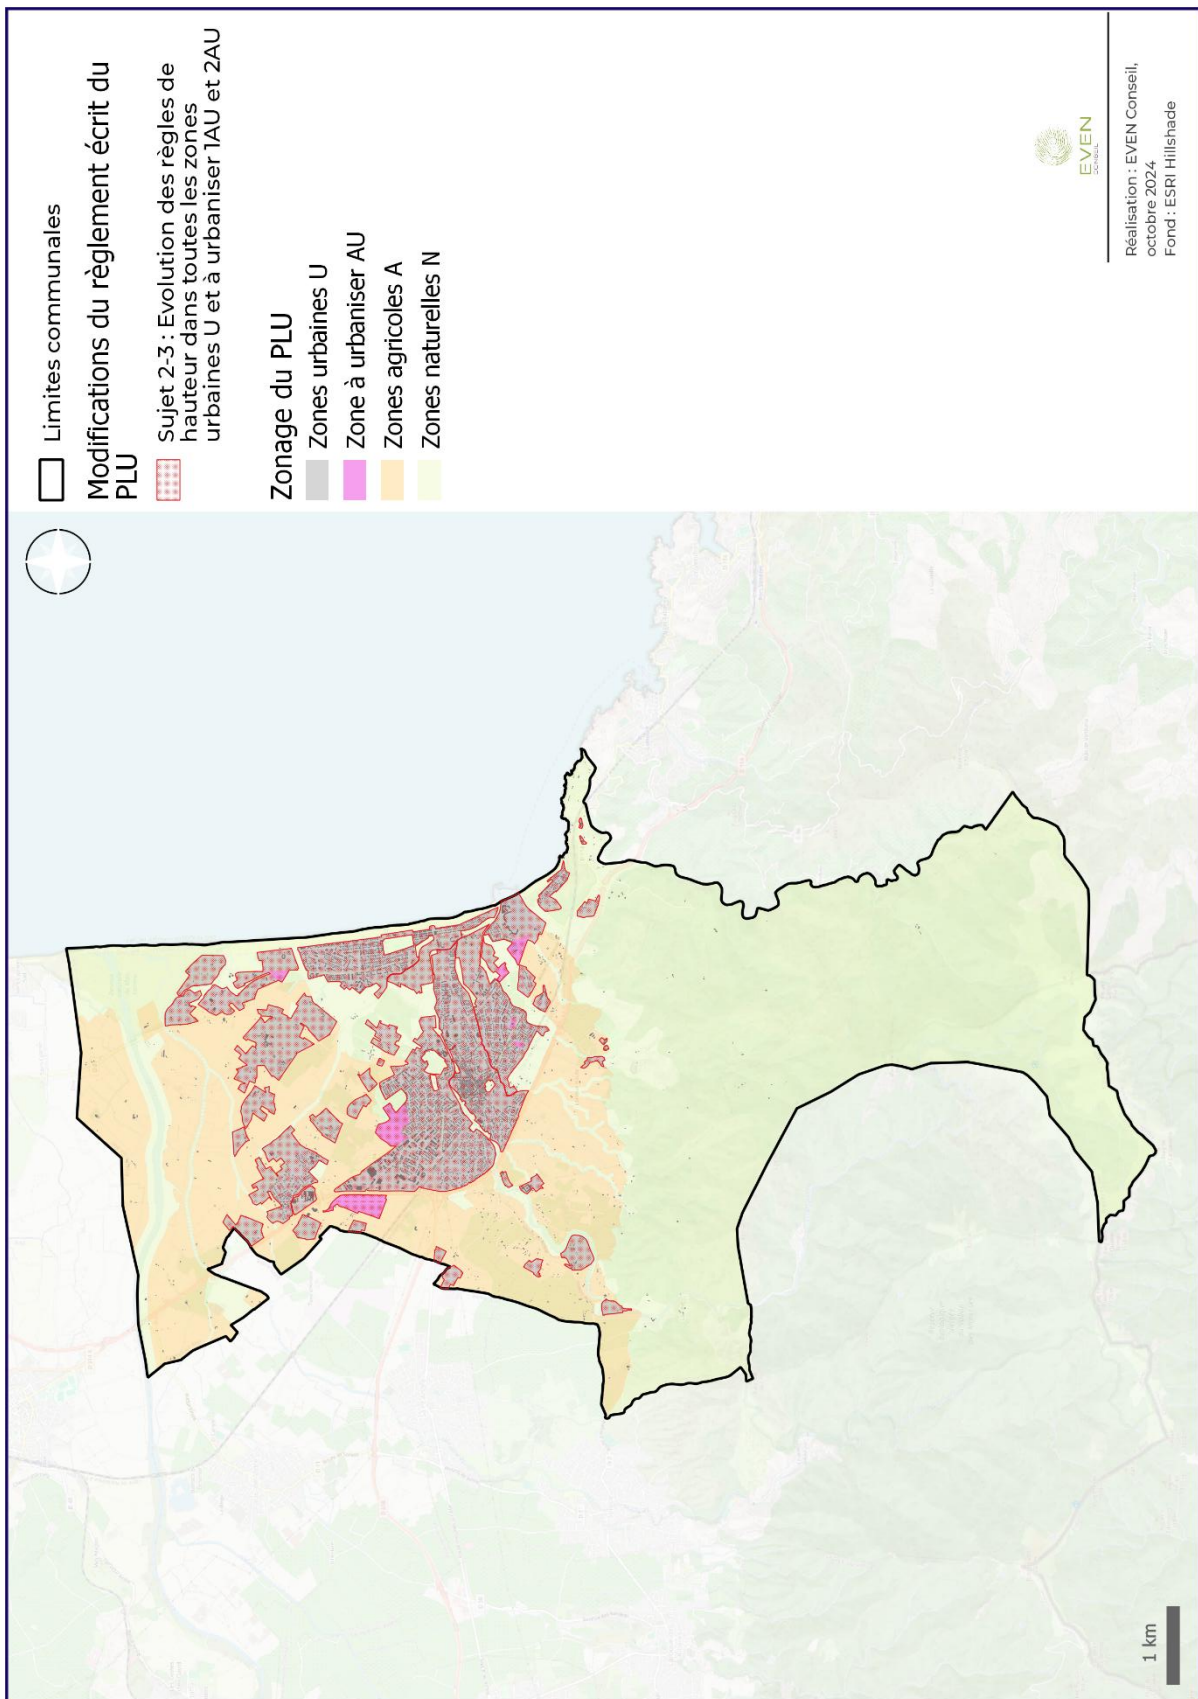 Limites communales
Modifications du règlement écrit du
PLU
Sujet 2-3 : Evolution des règles de
hauteur dans toutes les zones
urbaines U et à urbaniser 1AU et 2AU
Zonage du PLU
Zones urbaines U
Zone à urbaniser AU
Zones agricoles A
Zones naturelles N
EVEN
CONSEIL
Réalisation : EVEN Conseil,
octobre 2024
Fond : ESRI Hillshade
1 km